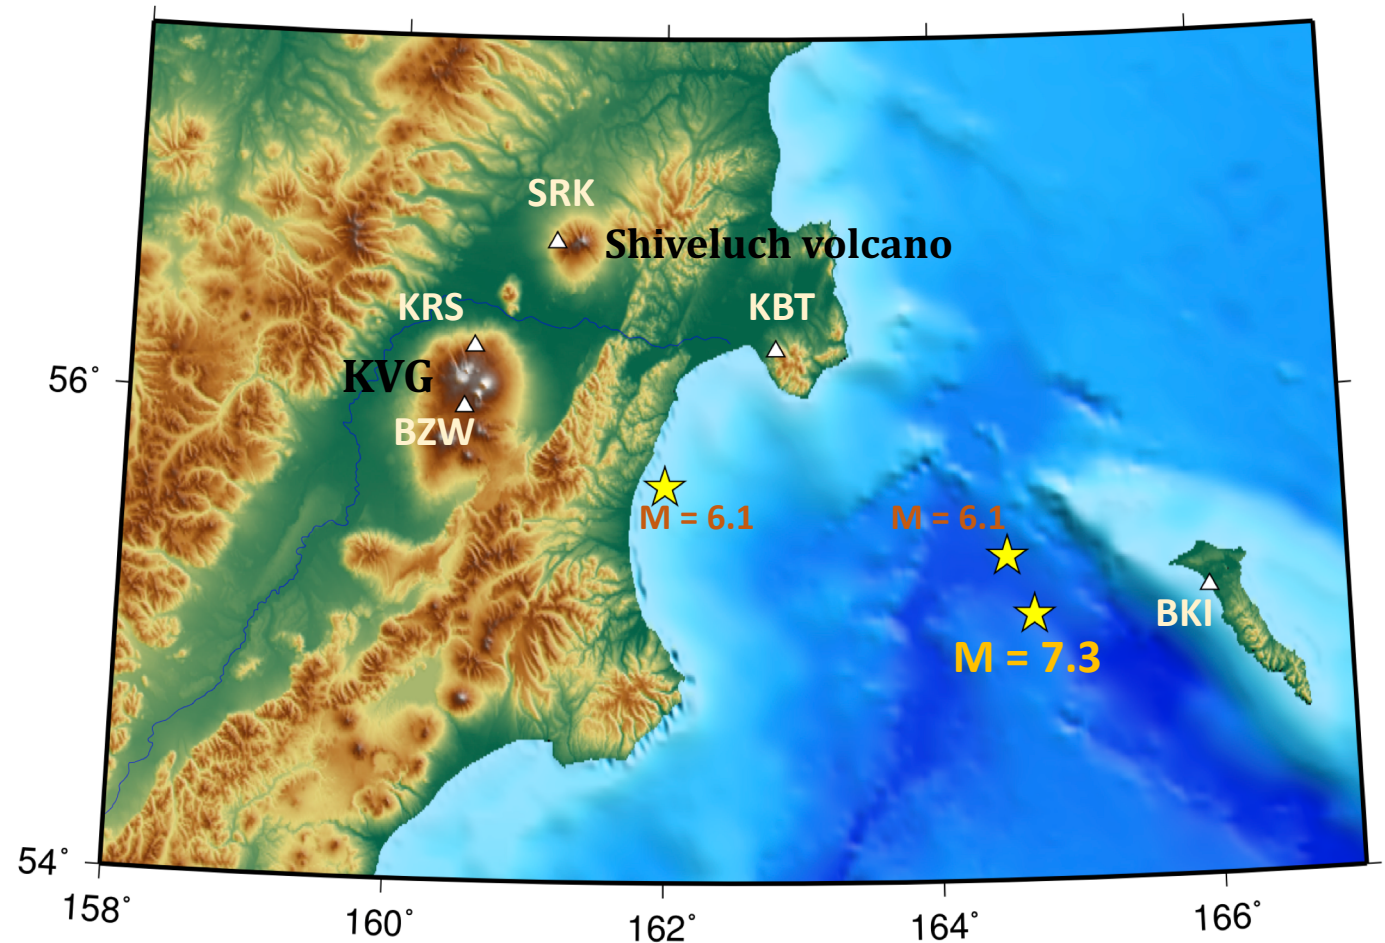 SRK
Shiveluch volcano
KRS
KBT
KVG
56°
BZW
M = 6.1
M = 6.1
BKI
M = 7.3
54°
158°
160°
162°
164°
166°